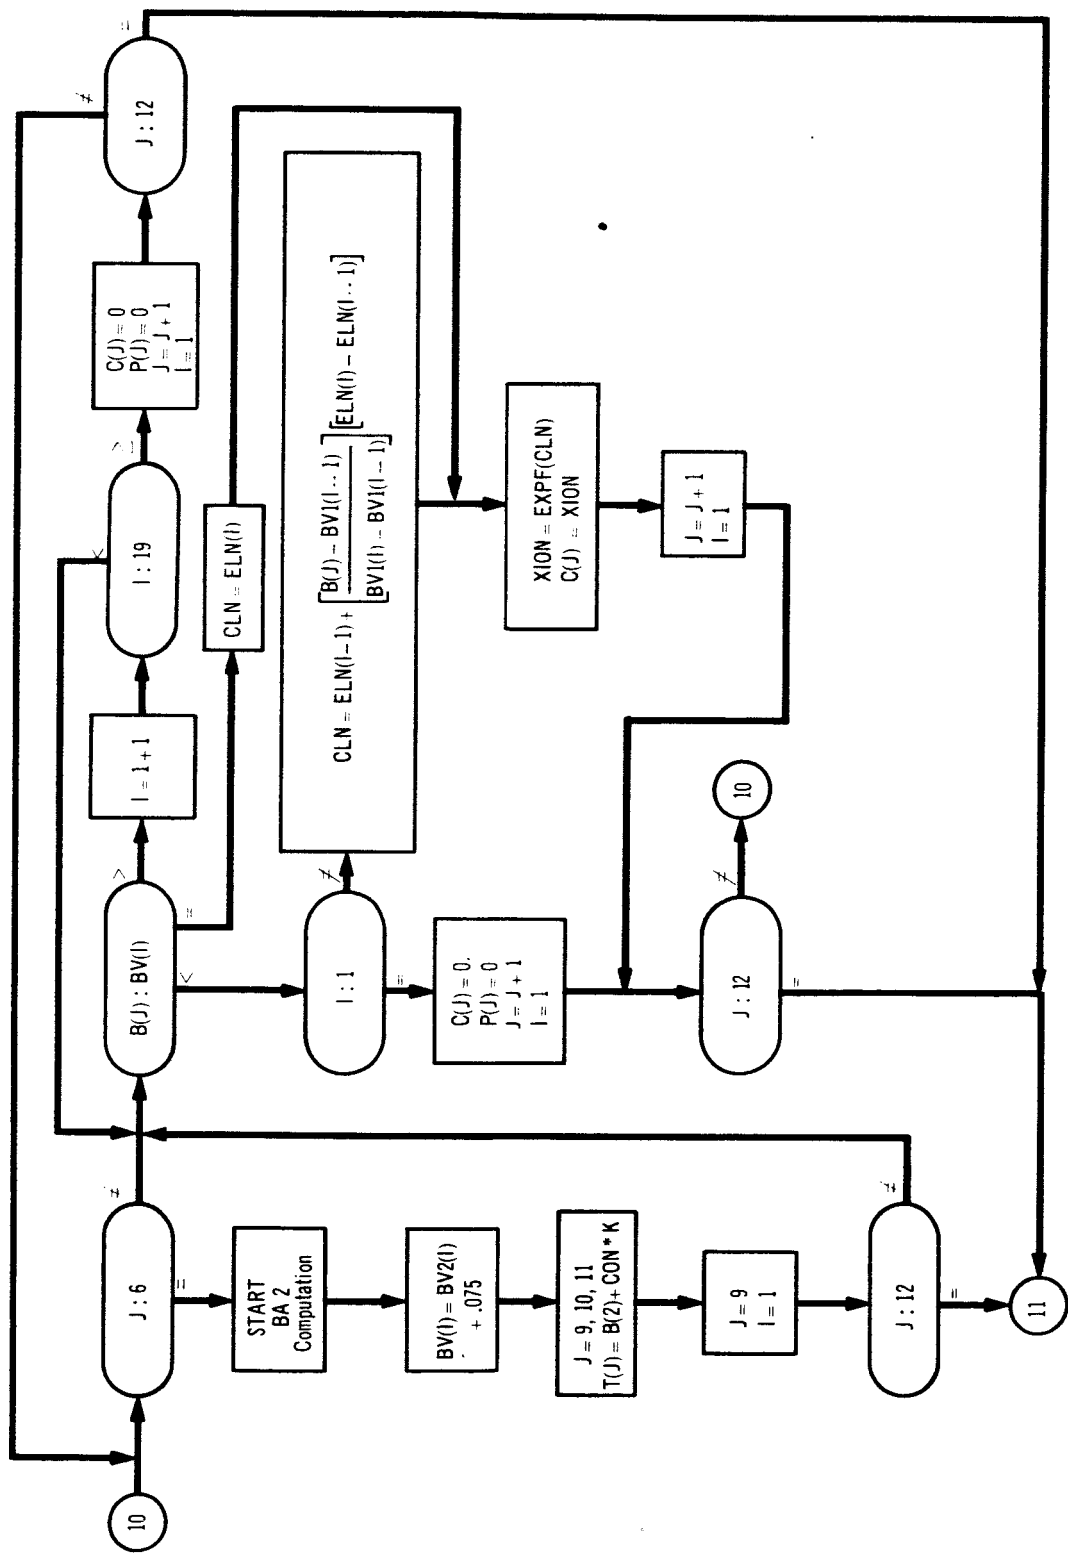 10
J : 6
≠
=
START
BA 2
Computation
BV(I) = BV2(I)
+ .075
J = 9, 10, 11
T(J) = B(2) + CON * K
J = 9
I = 1
J : 12
≠
=
11
B(J) : BV(I)
>
=
<
I = 1 + 1
I : 19
<
≥
C(J) = 0
P(J) = 0
J = J + 1
I = 1
J : 12
≠
=
CLN = ELN(I)
I : 1
≠
=
CLN = ELN(I-1) + [B(J) - BV1(I-1) / BV1(I) - BV1(I-1)] [ELN(I) - ELN(I-1)]
C(J) = 0.
P(J) = 0
J = J + 1
I = 1
XION = EXPF(CLN)
C(J) = XION
J = J + 1
I = 1
J : 12
≠
=
10